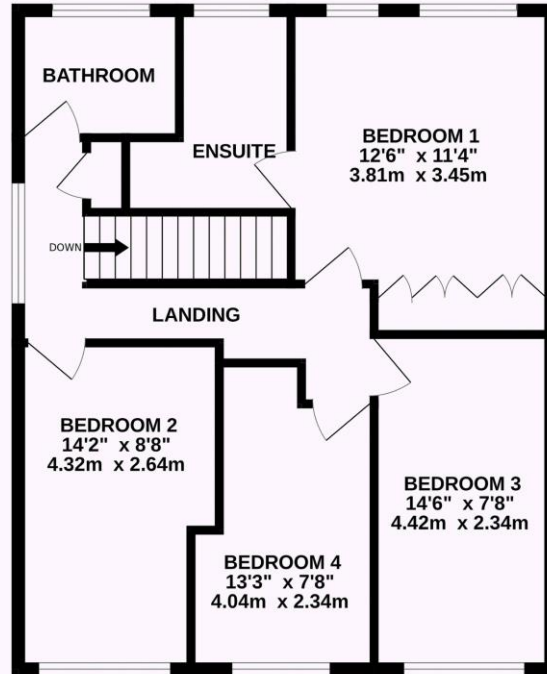 BATHROOM
ENSUITE
BEDROOM 1
12'6" x 11'4"
3.81m x 3.45m
DOWN
LANDING
BEDROOM 2
14'2" x 8'8"
4.32m x 2.64m
BEDROOM 3
14'6" x 7'8"
4.42m x 2.34m
BEDROOM 4
13'3" x 7'8"
4.04m x 2.34m